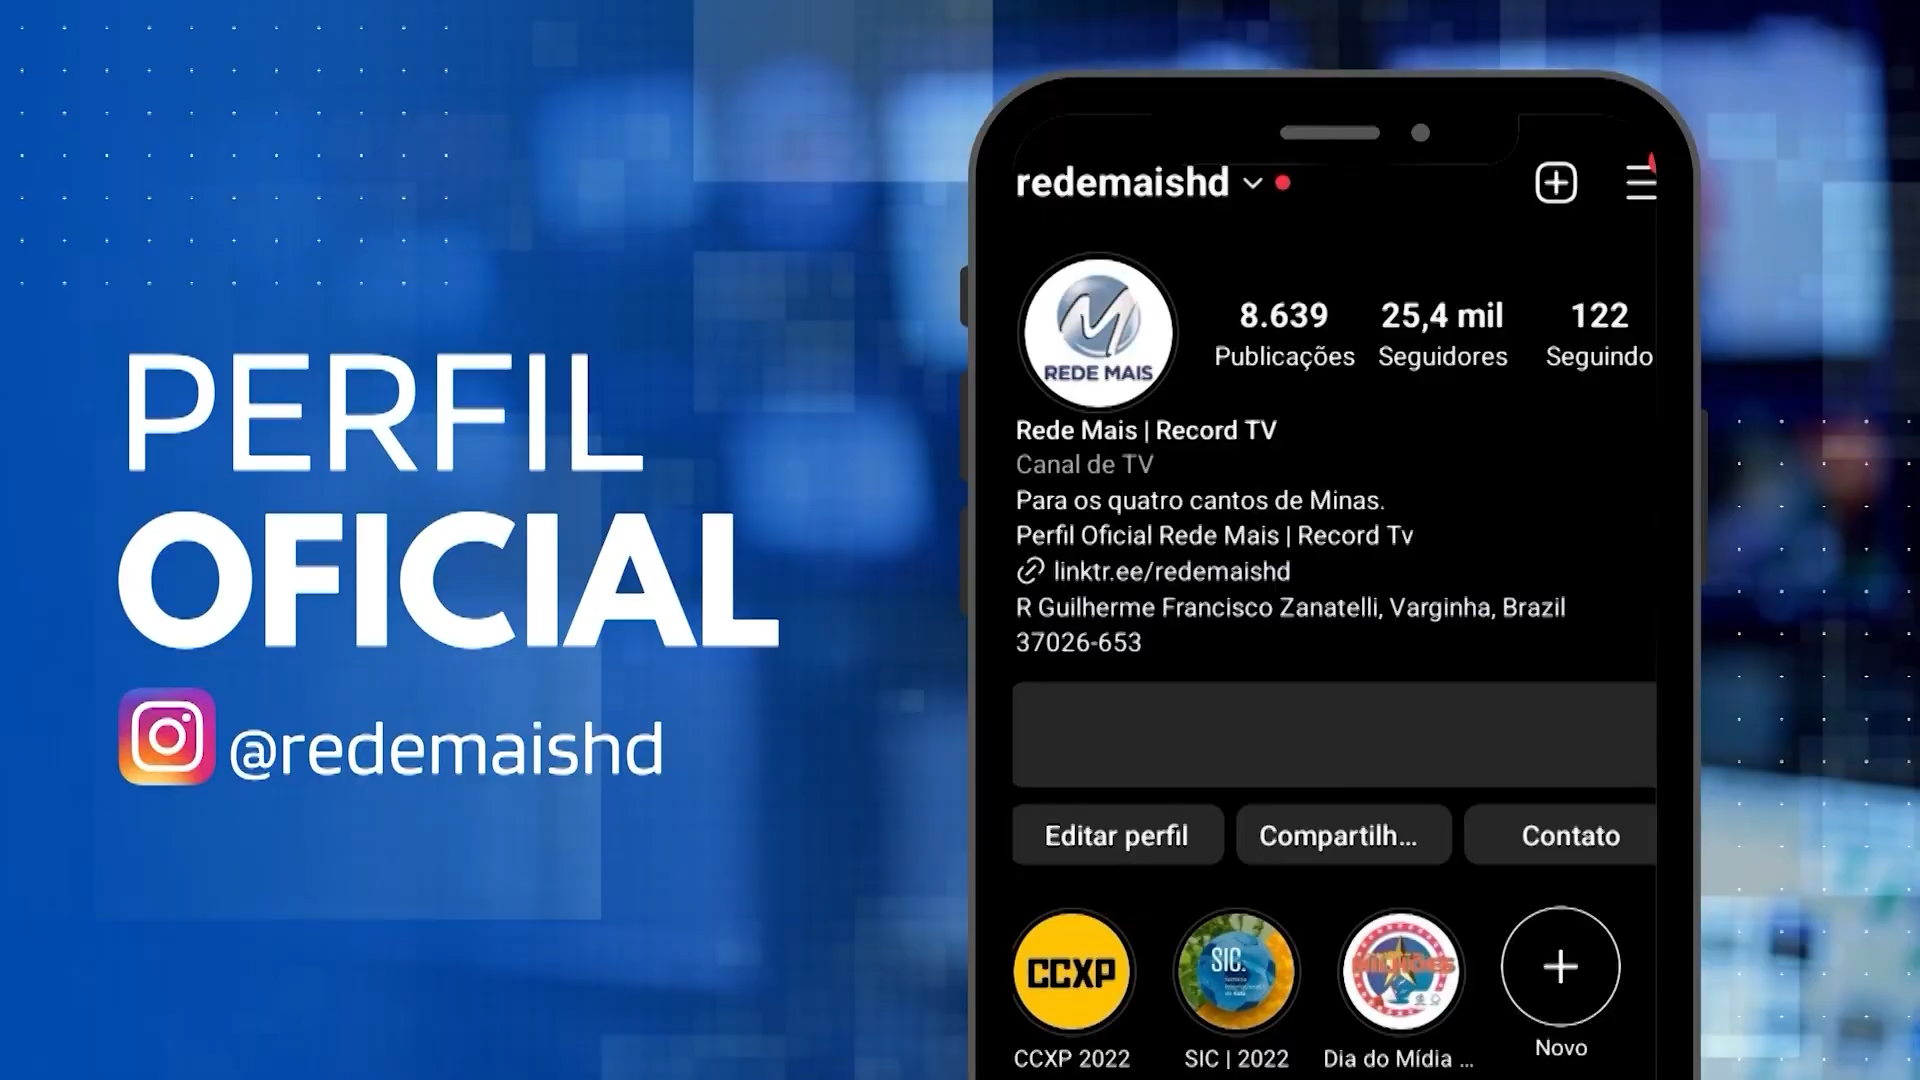 PERFIL
OFICIAL
@redemaishd
redemaishd
REDE MAIS
8.639 25,4 mil 122
Publicações Seguidores Seguindo
Rede Mais | Record TV
Canal de TV
Para os quatro cantos de Minas.
Perfil Oficial Rede Mais | Record Tv
linktr.ee/redemaishd
R Guilherme Francisco Zanatelli, Varginha, Brazil
37026-653
Editar perfil Compartilh... Contato
CCXP SIC.
CCXP 2022 SIC | 2022 Dia do Mídia ... Novo